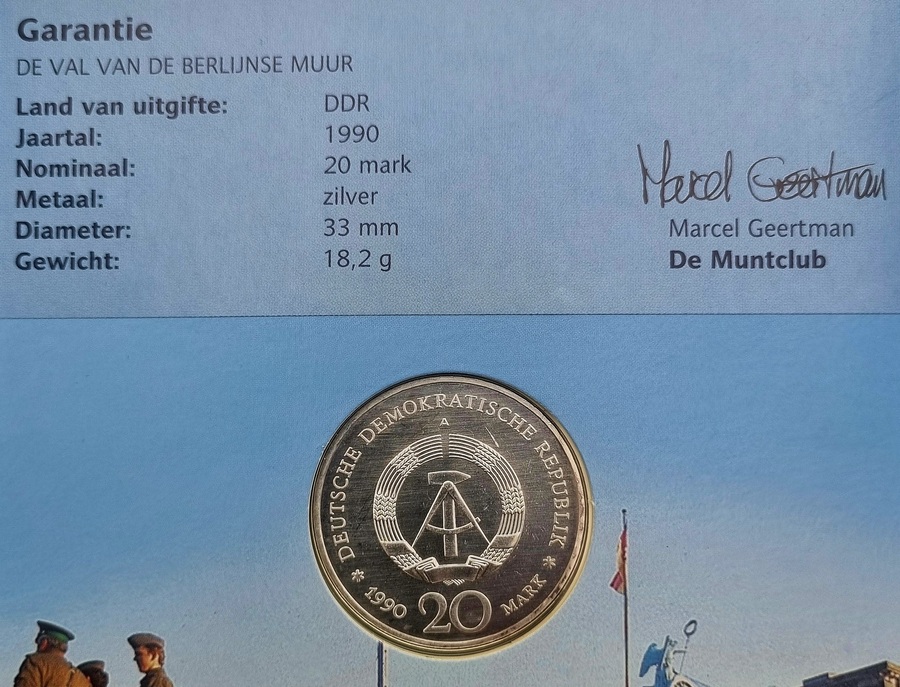 Garantie
DE VAL VAN DE BERLIJNSE MUUR
Land van uitgifte: DDR
Jaartal: 1990
Nominaal: 20 mark
Metaal: zilver
Diameter: 33 mm
Gewicht: 18,2 g
Marcel Geertman
Marcel Geertman
De Muntclub
DEUTSCHE DEMOKRATISCHE REPUBLIK
A
* 1990 20 MARK *